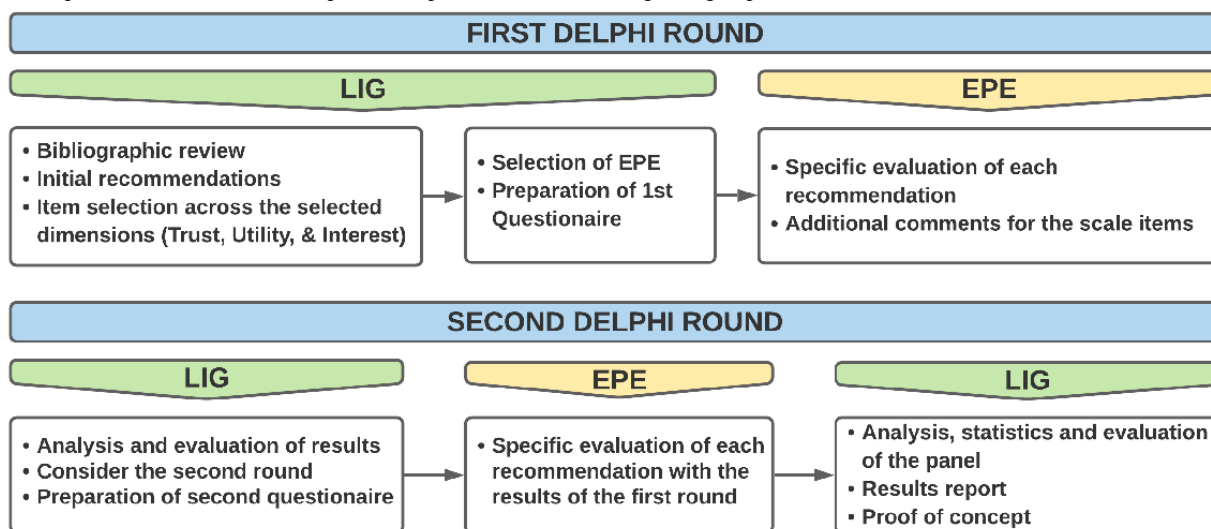 FIRST DELPHI ROUND
LIG
EPE
• Bibliographic review
• Initial recommendations
• Item selection across the selected
dimensions (Trust, Utility, & Interest)
• Selection of EPE
• Preparation of 1st
Questionaire
• Specific evaluation of each
recommendation
• Additional comments for the scale items
SECOND DELPHI ROUND
LIG
EPE
LIG
• Analysis and evaluation of results
• Consider the second round
• Preparation of second questionaire
• Specific evaluation of each
recommendation with the
results of the first round
• Analysis, statistics and evaluation
of the panel
• Results report
• Proof of concept